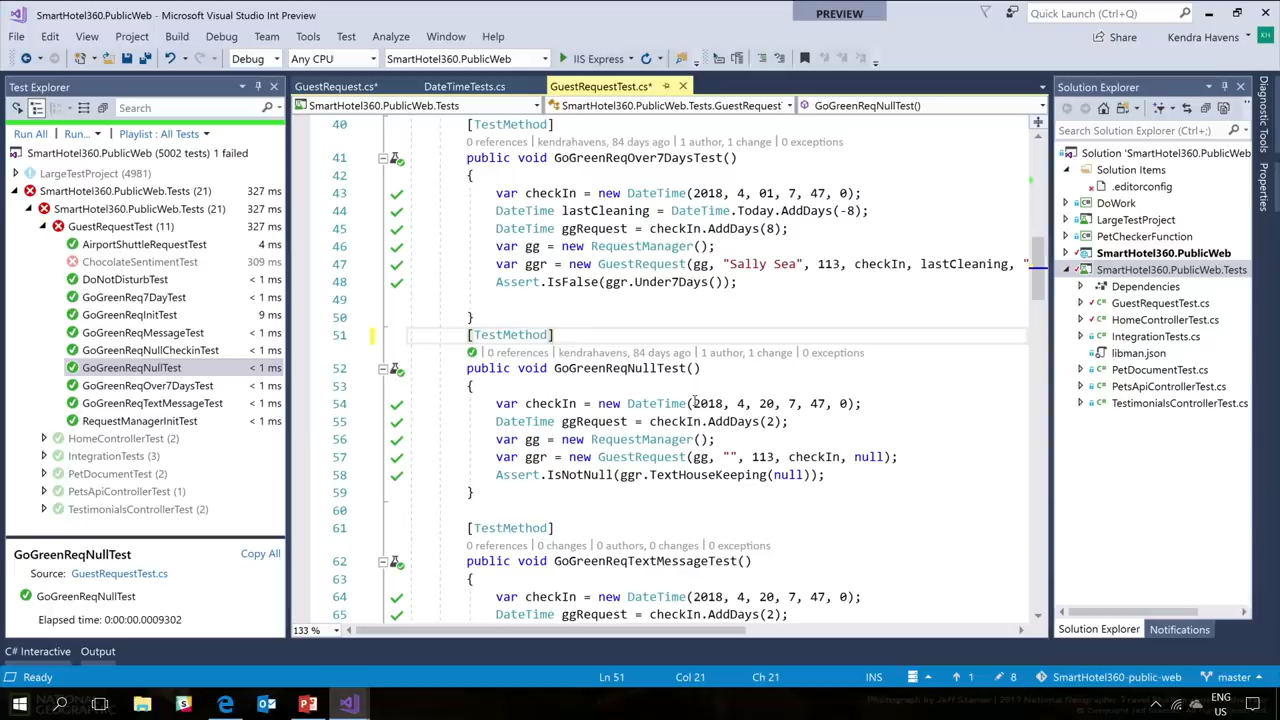 SmartHotel360.PublicWeb - Microsoft Visual Studio Int Preview
PREVIEW
Quick Launch (Ctrl+Q)
File Edit View Project Build Debug Team Tools Test Analyze Window Help
Share
Kendra Havens
KH
Debug
Any CPU
SmartHotel360.PublicWeb
IIS Express
Test Explorer
Search
Run All | Run... Playlist : All Tests
SmartHotel360.PublicWeb (5002 tests) 1 failed
LargeTestProject (4981)
SmartHotel360.PublicWeb.Tests (21) 327 ms
SmartHotel360.PublicWeb.Tests (21) 327 ms
GuestRequestTest (11) 327 ms
AirportShuttleRequestTest 4 ms
ChocolateSentimentTest 309 ms
DoNotDisturbTest < 1 ms
GoGreenReq7DayTest < 1 ms
GoGreenReqInitTest 9 ms
GoGreenReqMessageTest < 1 ms
GoGreenReqNullCheckinTest < 1 ms
GoGreenReqNullTest < 1 ms
GoGreenReqOver7DaysTest < 1 ms
GoGreenReqTextMessageTest < 1 ms
RequestManagerInitTest < 1 ms
HomeControllerTest (2)
IntegrationTests (3)
PetDocumentTest (2)
PetsApiControllerTest (1)
TestimonialsControllerTest (2)
GoGreenReqNullTest Copy All
Source: GuestRequestTest.cs
GoGreenReqNullTest
Elapsed time: 0:00:00.0009302
C# Interactive Output
GuestRequest.cs* DateTimeTests.cs GuestRequestTest.cs*
SmartHotel360.PublicWeb.Tests SmartHotel360.PublicWeb.Tests.GuestRequest GoGreenReqNullTest()
40 [TestMethod]
0 references | kendrahavens, 84 days ago | 1 author, 1 change | 0 exceptions
41 public void GoGreenReqOver7DaysTest()
42 {
43 var checkIn = new DateTime(2018, 4, 01, 7, 47, 0);
44 DateTime lastCleaning = DateTime.Today.AddDays(-8);
45 DateTime ggRequest = checkIn.AddDays(8);
46 var gg = new RequestManager();
47 var ggr = new GuestRequest(gg, "Sally Sea", 113, checkIn, lastCleaning, "
48 Assert.IsFalse(ggr.Under7Days());
49
50 }
51 [TestMethod]
0 references | kendrahavens, 84 days ago | 1 author, 1 change | 0 exceptions
52 public void GoGreenReqNullTest()
53 {
54 var checkIn = new DateTime(2018, 4, 20, 7, 47, 0);
55 DateTime ggRequest = checkIn.AddDays(2);
56 var gg = new RequestManager();
57 var ggr = new GuestRequest(gg, "", 113, checkIn, null);
58 Assert.IsNotNull(ggr.TextHouseKeeping(null));
59 }
60
61 [TestMethod]
0 references | 0 changes | 0 authors, 0 changes | 0 exceptions
62 public void GoGreenReqTextMessageTest()
63 {
64 var checkIn = new DateTime(2018, 4, 20, 7, 47, 0);
65 DateTime ggRequest = checkIn.AddDays(2);
133 %
Solution Explorer
Search Solution Explorer (Ctrl+;)
Solution 'SmartHotel360.PublicWeb
Solution Items
.editorconfig
DoWork
LargeTestProject
PetCheckerFunction
SmartHotel360.PublicWeb
SmartHotel360.PublicWeb.Tests
Dependencies
GuestRequestTest.cs
HomeControllerTest.cs
IntegrationTests.cs
libman.json
PetDocumentTest.cs
PetsApiControllerTest.cs
TestimonialsControllerTest.cs
Solution Explorer Notifications
Diagnostic Tools
Properties
Ready Ln 51 Col 21 Ch 21 INS 1 8 SmartHotel360-public-web master
ENG
US